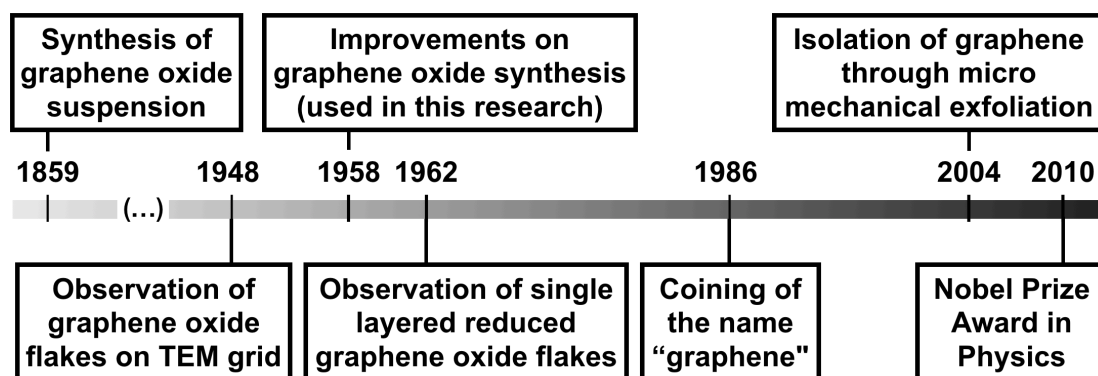 Synthesis of
graphene oxide
suspension
Improvements on
graphene oxide synthesis
(used in this research)
Isolation of graphene
through micro
mechanical exfoliation
1859
(...)
1948
1958
1962
1986
2004
2010
Observation of
graphene oxide
flakes on TEM grid
Observation of single
layered reduced
graphene oxide flakes
Coining of
the name
“graphene"
Nobel Prize
Award in
Physics